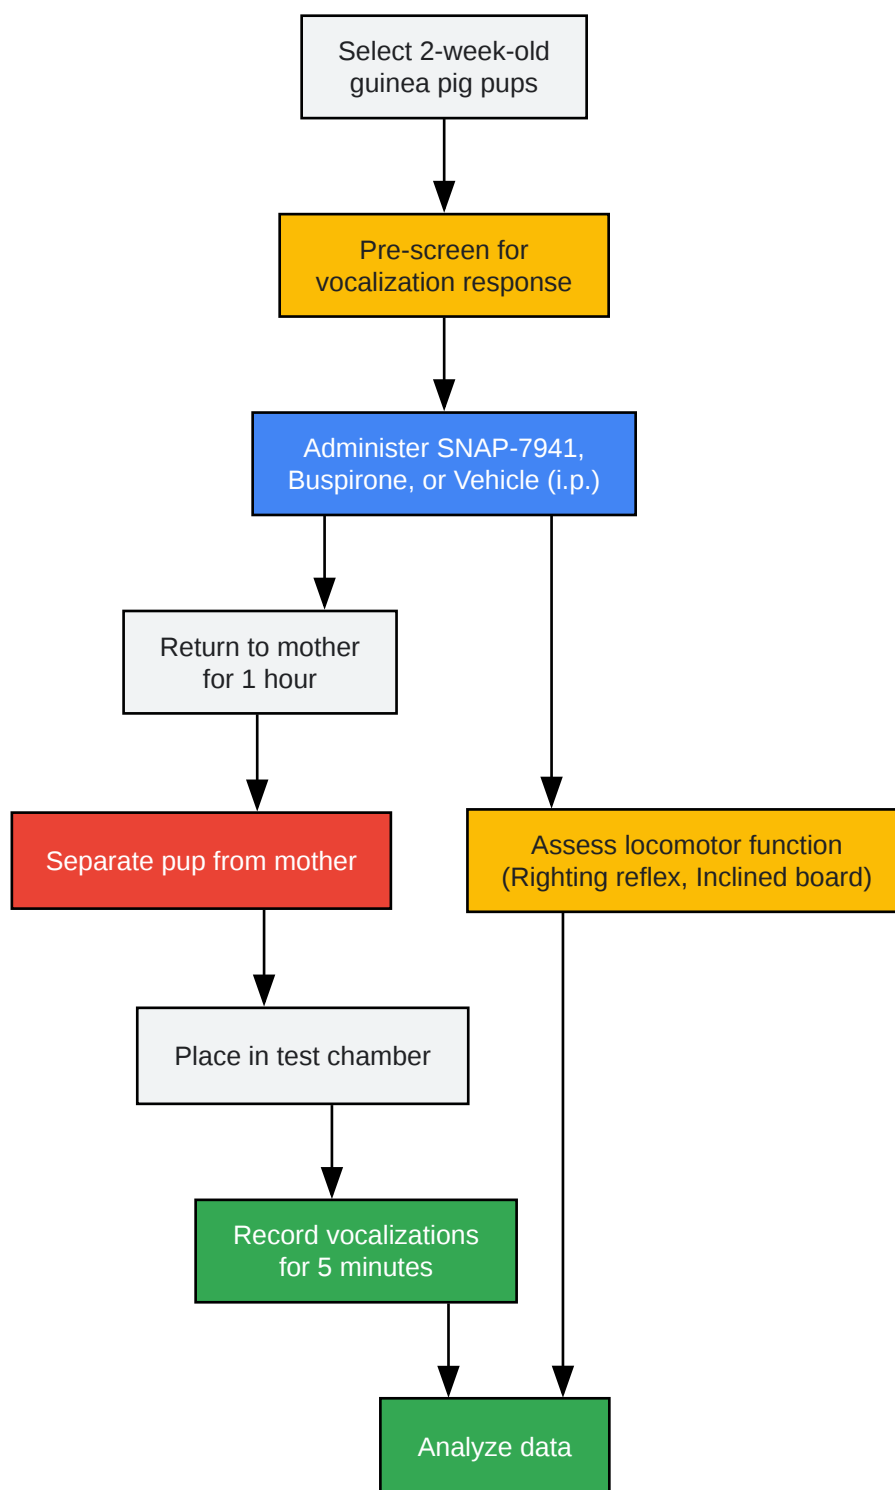 Select 2-week-old
guinea pig pups
Pre-screen for
vocalization response
Administer SNAP-7941,
Buspirone, or Vehicle (i.p.)
Return to mother
for 1 hour
Separate pup from mother
Assess locomotor function
(Righting reflex, Inclined board)
Place in test chamber
Record vocalizations
for 5 minutes
Analyze data